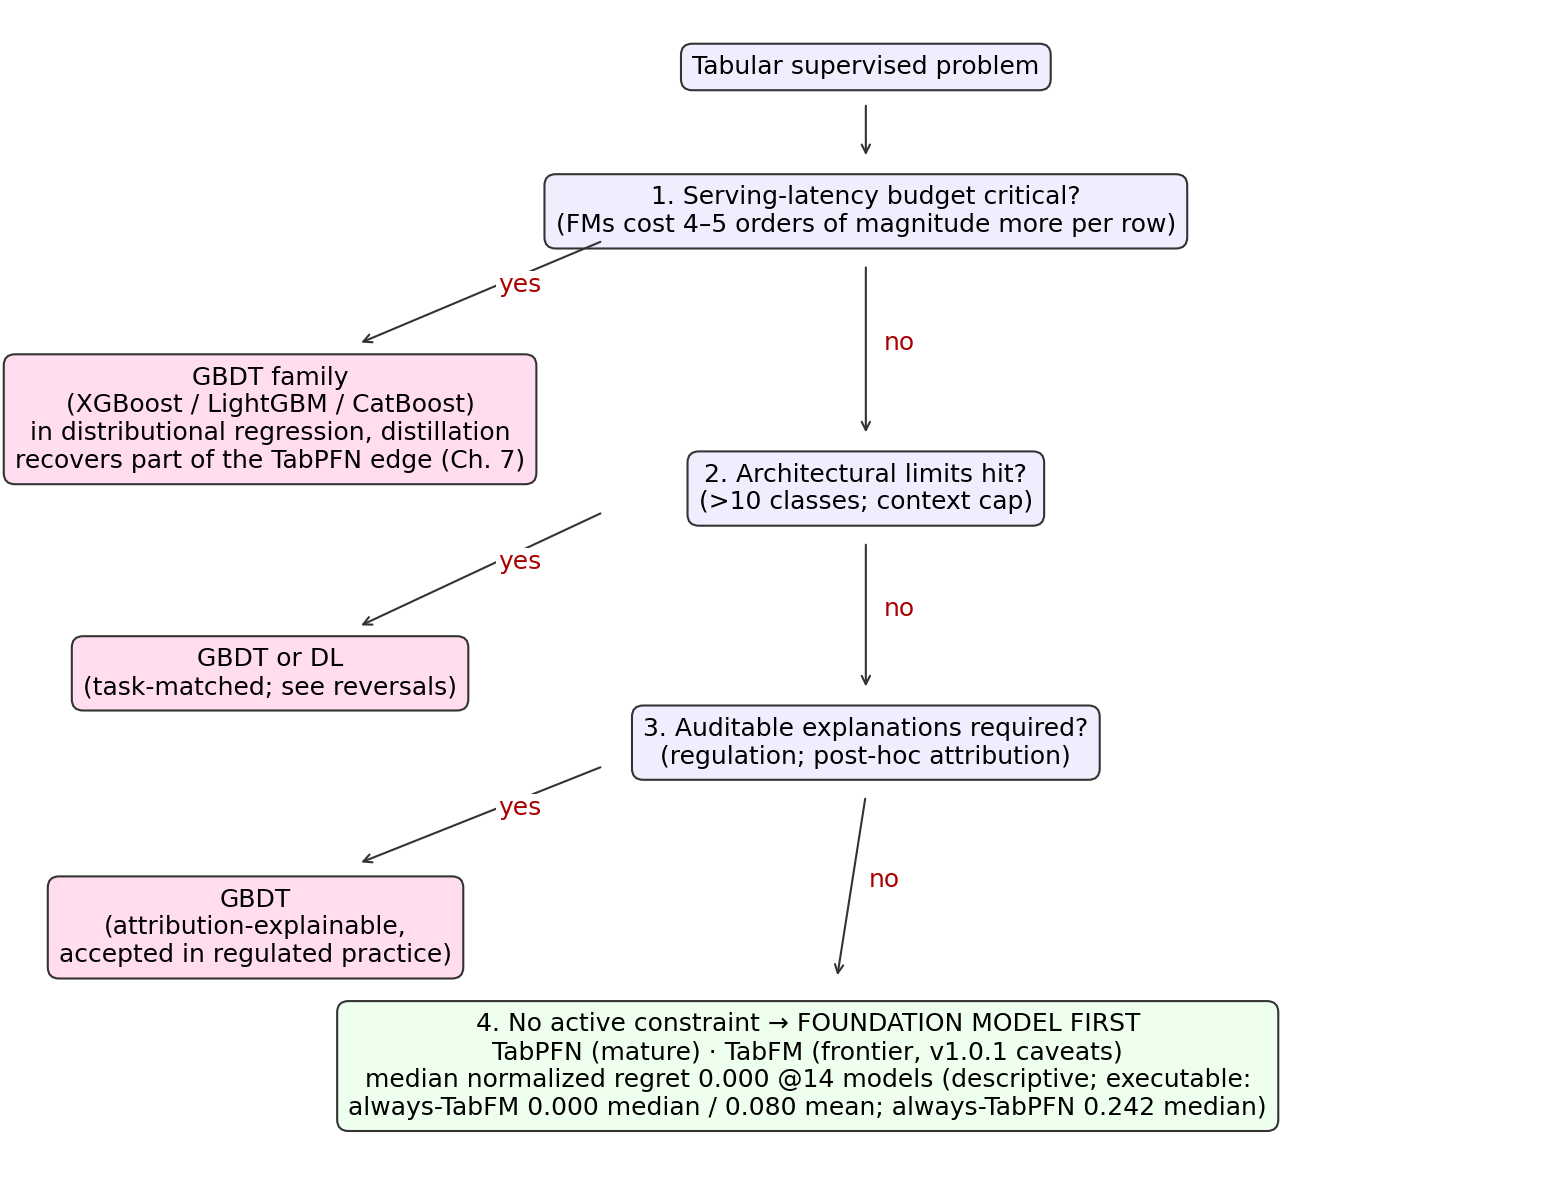 Tabular supervised problem
1. Serving-latency budget critical?
(FMs cost 4–5 orders of magnitude more per row)
yes
no
GBDT family
(XGBoost / LightGBM / CatBoost)
in distributional regression, distillation
recovers part of the TabPFN edge (Ch. 7)
2. Architectural limits hit?
(>10 classes; context cap)
yes
no
GBDT or DL
(task-matched; see reversals)
3. Auditable explanations required?
(regulation; post-hoc attribution)
yes
no
GBDT
(attribution-explainable,
accepted in regulated practice)
4. No active constraint → FOUNDATION MODEL FIRST
TabPFN (mature) · TabFM (frontier, v1.0.1 caveats)
median normalized regret 0.000 @14 models (descriptive; executable:
always-TabFM 0.000 median / 0.080 mean; always-TabPFN 0.242 median)